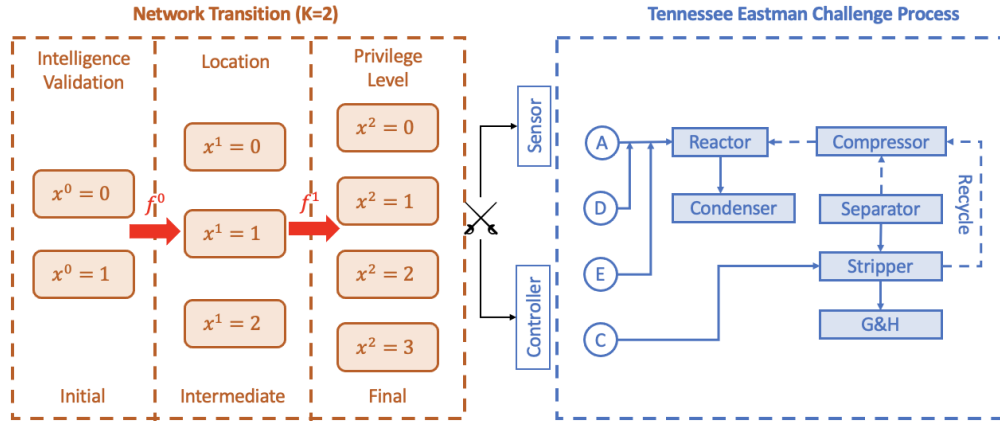 Network Transition (K=2)
Intelligence
Validation
x⁰ = 0
x⁰ = 1
Initial
f⁰
Location
x¹ = 0
x¹ = 1
x¹ = 2
Intermediate
f¹
Privilege
Level
x² = 0
x² = 1
x² = 2
x² = 3
Final
Sensor
Controller
Tennessee Eastman Challenge Process
A
D
E
C
Reactor
Condenser
Compressor
Separator
Stripper
G&H
Recycle